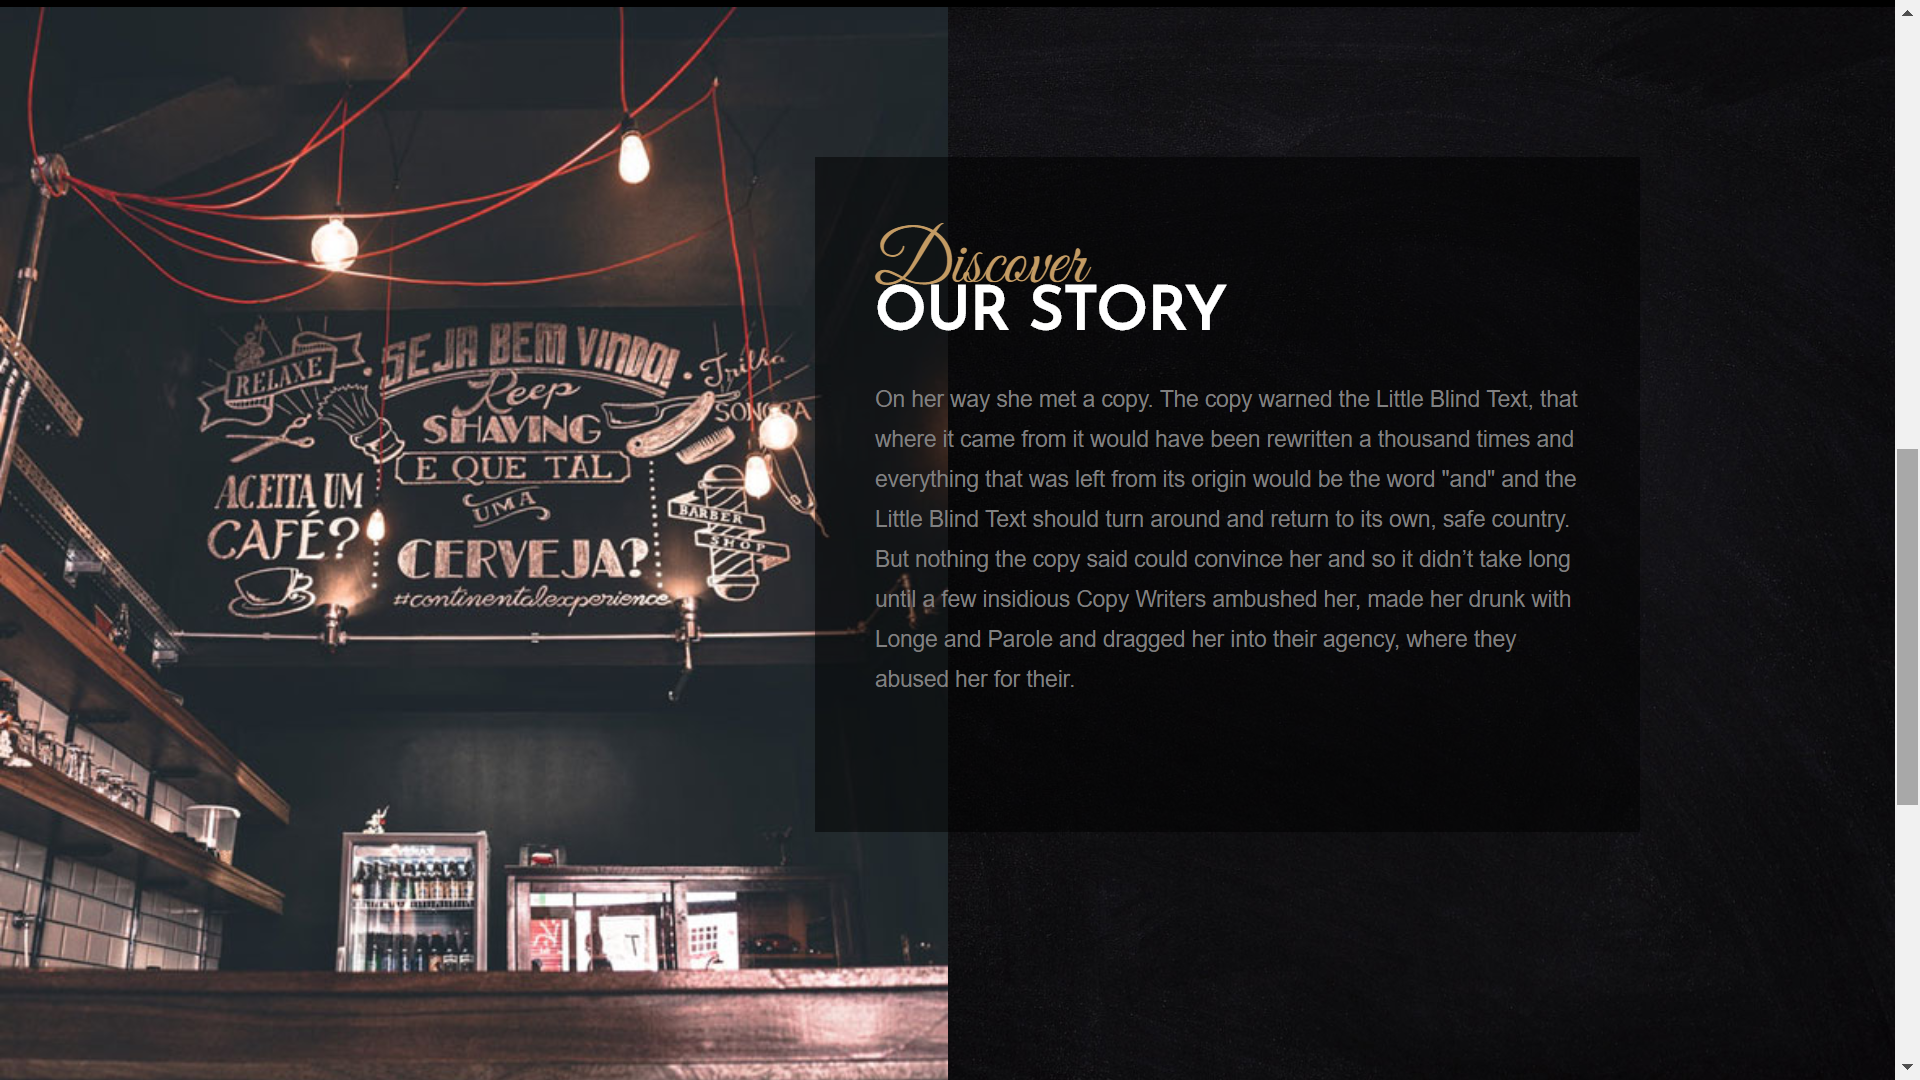 RELAXE
SEJA BEM VINDO!
Trilha
SONORA
Keep
SHAVING
E QUE TAL
UMA
CERVEJA?
#continentalexperience
ACEITA UM
CAFÉ?
BARBER
SHOP
Discover
OUR STORY
On her way she met a copy. The copy warned the Little Blind Text, that
where it came from it would have been rewritten a thousand times and
everything that was left from its origin would be the word "and" and the
Little Blind Text should turn around and return to its own, safe country.
But nothing the copy said could convince her and so it didn’t take long
until a few insidious Copy Writers ambushed her, made her drunk with
Longe and Parole and dragged her into their agency, where they
abused her for their.